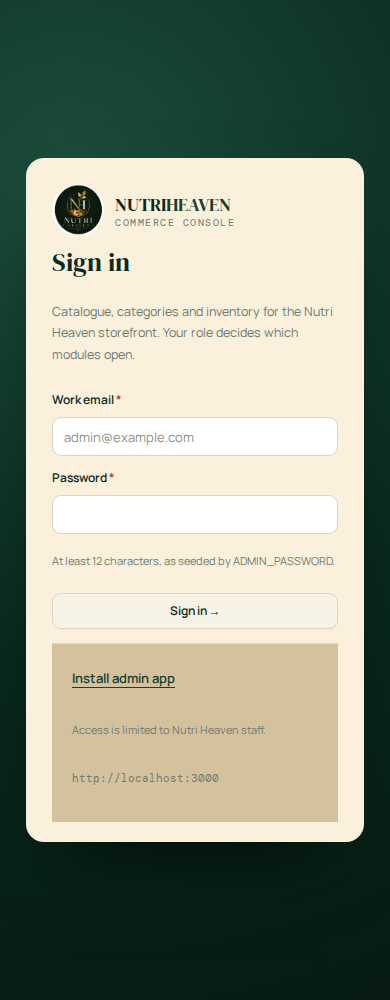 NUTRI
NUTRIHEAVEN
COMMERCE CONSOLE
Sign in
Catalogue, categories and inventory for the Nutri
Heaven storefront. Your role decides which
modules open.
Work email *
admin@example.com
Password *
At least 12 characters, as seeded by ADMIN_PASSWORD.
Sign in →
Install admin app
Access is limited to Nutri Heaven staff.
http://localhost:3000